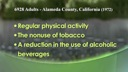 6928 Adults - Alameda County, California (1972)
• Regular physical activity
• The nonuse of tobacco
• A reduction in the use of alcoholic
beverages